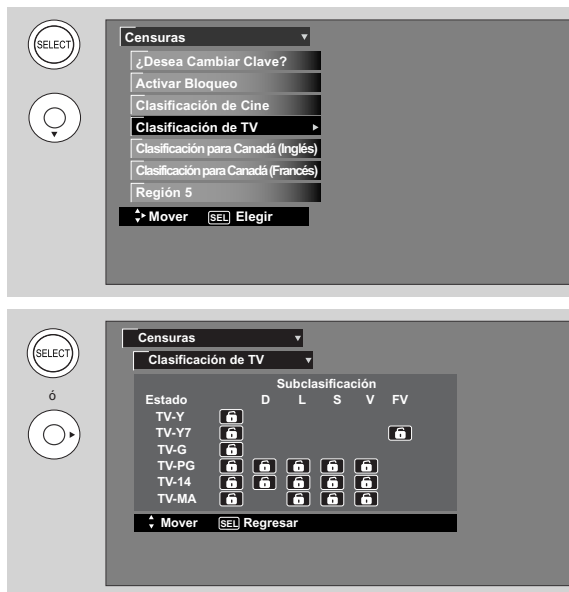 SELECT
Censuras
¿Desea Cambiar Clave?
Activar Bloqueo
Clasificación de Cine
Clasificación de TV
Clasificación para Canadá (Inglés)
Clasificación para Canadá (Francés)
Región 5
Mover SEL Elegir
SELECT
ó
Censuras
Clasificación de TV
Subclasificación
Estado D L S V FV
TV-Y
TV-Y7
TV-G
TV-PG
TV-14
TV-MA
Mover SEL Regresar